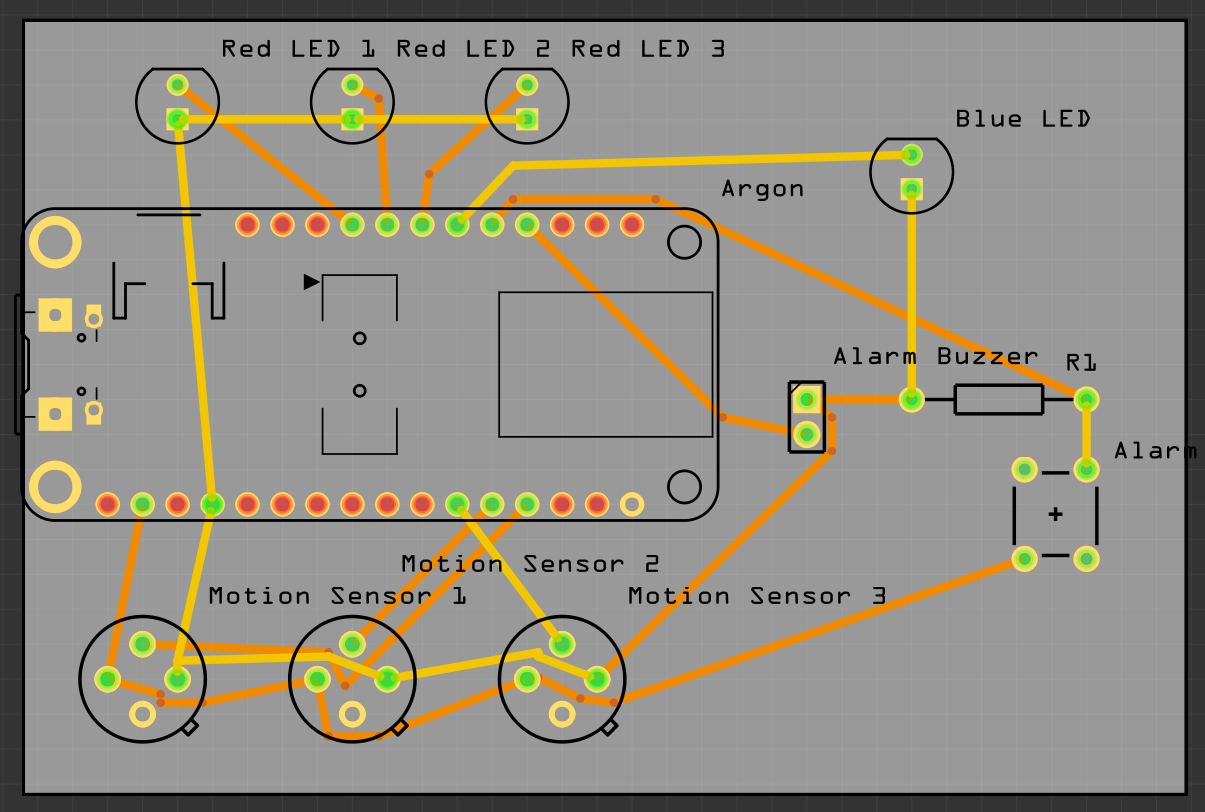 Red LED 1 Red LED 2 Red LED 3
Blue LED
Argon
Alarm Buzzer
R1
Alarm
+
Motion Sensor 2
Motion Sensor 1
Motion Sensor 3